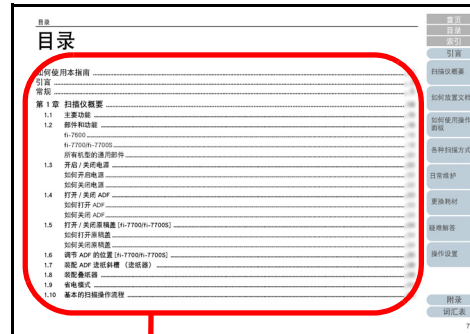 目录
目录
如何使用本指南
引言
常规
第 1 章 扫描仪概要
1.1 主要功能
1.2 部件和功能
fi-7600
fi-7700/fi-7700S
所有机型的通用部件
1.3 开启 / 关闭电源
如何开启电源
如何关闭电源
1.4 打开 / 关闭 ADF
如何打开 ADF
如何关闭 ADF
1.5 打开 / 关闭原稿盖 [fi-7700/fi-7700S]
如何打开原稿盖
如何关闭原稿盖
1.6 调节 ADF 的位置 [fi-7700/fi-7700S]
1.7 装配 ADF 进纸斜槽 (进纸器)
1.8 装配叠纸器
1.9 省电模式
1.10 基本的扫描操作流程
首页
目录
索引
引言
扫描仪概要
如何放置文档
如何使用操作
面板
各种扫描方式
日常维护
更换耗材
疑难解答
操作设置
附录
词汇表
7